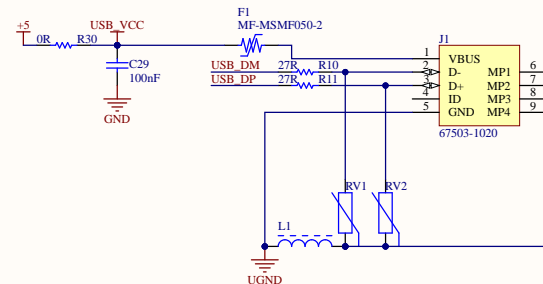 F1
MF-MSMF050-2
+5
USB_VCC
0R R30
C29
100nF
GND
J1
1 VBUS
2 D- MP1 6
3 D+ MP2 7
4 ID MP3 8
5 GND MP4 9
67503-1020
USB_DM 27R R10
USB_DP 27R R11
RV1 RV2
L1
UGND